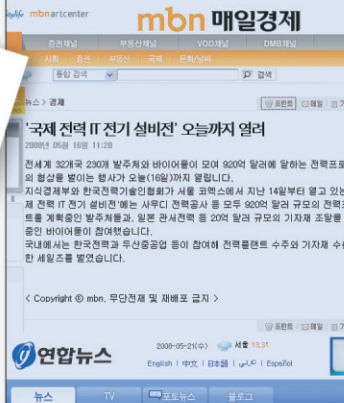 mbnartcenter
mbn 매일경제
증권채널 부동산채널 VOD채널 DMB채널
사회 증권 부동산 국제 문화/날씨
통합 검색 검색
뉴스 > 경제 프린트 메일
'국제 전력 IT 전기 설비전' 오늘까지 열려
2008년 05월 16일 11:20
전세계 32개국 230개 발주처와 바이어들이 모여 920억 달러에 달하는 전력프로
의 협상을 벌이는 행사가 오늘(16일)까지 열립니다.
지식경제부와 한국전력기술인협회가 서울 코엑스에서 지난 14일부터 열고 있는
제 전력 IT 전기 설비전'에는 사우디 전력공사 등 모두 920억 달러 규모의 전력프
트를 계획중인 발주처들과, 일본 관서전력 등 20억 달러 규모의 기자재 조달을
중인 바이어들이 참여했습니다.
국내에서는 한국전력과 두산중공업 등이 참여해 전력플랜트 수주와 기자재 수
한 세일즈를 벌였습니다.
< Copyright ⓒ mbn. 무단전재 및 재배포 금지 >
프린트 메일
연합뉴스
2008-05-21(수) 서울 13.31
English | 中文 | 日本語 | عربي | Español
뉴스 TV 포토뉴스 블로그